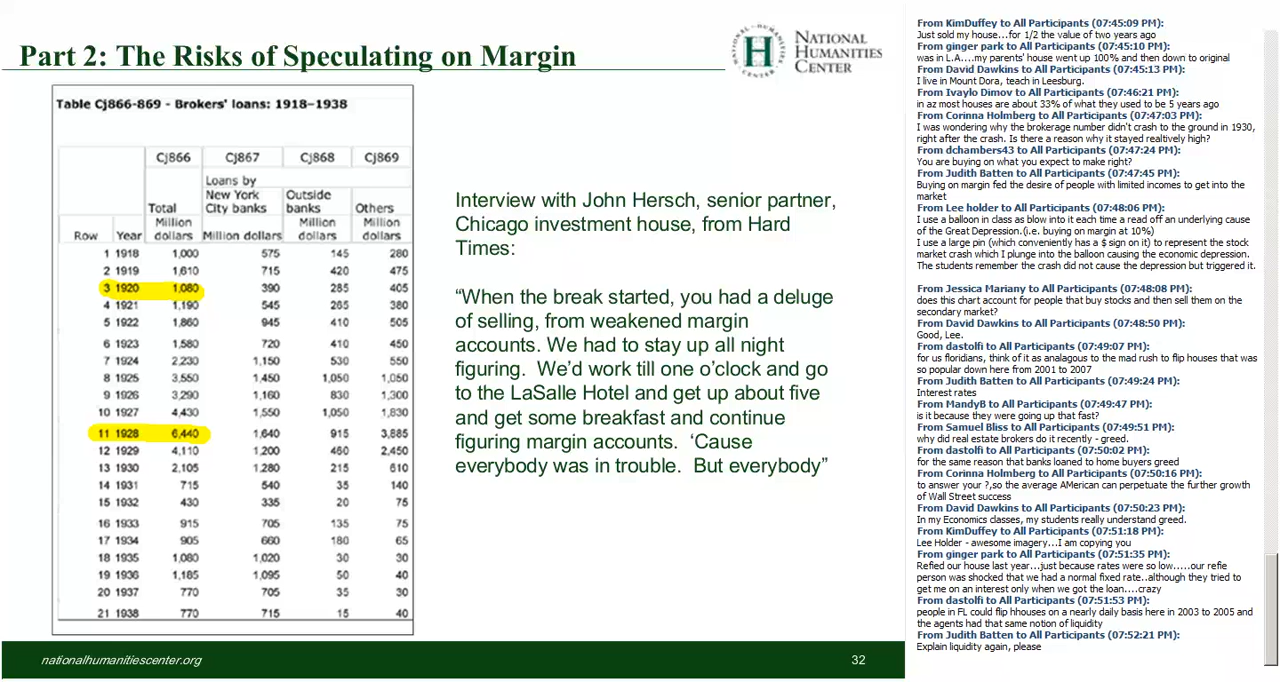 Part 2: The Risks of Speculating on Margin
NATIONAL HUMANITIES CENTER
H
NATIONAL
HUMANITIES
CENTER
Table Cj866-869 - Brokers' loans: 1918–1938
Cj866 Cj867 Cj868 Cj869
Loans by
New York Outside
Total City banks banks Others
Million Million Million
Row Year dollars Million dollars dollars dollars
1 1918 1,000 575 145 280
2 1919 1,610 715 420 475
3 1920 1,080 390 285 405
4 1921 1,190 545 265 380
5 1922 1,860 945 410 505
6 1923 1,580 720 410 450
7 1924 2,230 1,150 530 550
8 1925 3,550 1,450 1,050 1,050
9 1926 3,290 1,160 830 1,300
10 1927 4,430 1,550 1,050 1,830
11 1928 6,440 1,640 915 3,885
12 1929 4,110 1,200 460 2,450
13 1930 2,105 1,280 215 610
14 1931 715 540 35 140
15 1932 430 335 20 75
16 1933 915 705 135 75
17 1934 905 660 180 65
18 1935 1,080 1,020 30 30
19 1936 1,185 1,095 50 40
20 1937 770 705 35 30
21 1938 770 715 15 40
Interview with John Hersch, senior partner,
Chicago investment house, from Hard
Times:
“When the break started, you had a deluge
of selling, from weakened margin
accounts. We had to stay up all night
figuring. We’d work till one o’clock and go
to the LaSalle Hotel and get up about five
and get some breakfast and continue
figuring margin accounts. ‘Cause
everybody was in trouble. But everybody”
nationalhumanitiescenter.org
32
From KimDuffey to All Participants (07:45:09 PM):
Just sold my house...for 1/2 the value of two years ago
From ginger park to All Participants (07:45:10 PM):
was in L.A....my parents' house went up 100% and then down to original
From David Dawkins to All Participants (07:45:13 PM):
I live in Mount Dora, teach in Leesburg.
From Ivaylo Dimov to All Participants (07:46:21 PM):
in az most houses are about 33% of what they used to be 5 years ago
From Corinna Holmberg to All Participants (07:47:03 PM):
I was wondering why the brokerage number didn't crash to the ground in 1930,
right after the crash. Is there a reason why it stayed realtively high?
From dchambers43 to All Participants (07:47:24 PM):
You are buying on what you expect to make right?
From Judith Batten to All Participants (07:47:45 PM):
Buying on margin fed the desire of people with limited incomes to get into the
market
From Lee holder to All Participants (07:48:06 PM):
I use a balloon in class as blow into it each time a read off an underlying cause
of the Great Depression.(i.e. buying on margin at 10%)
I use a large pin (which conveniently has a $ sign on it) to represent the stock
market crash which I plunge into the balloon causing the economic depression.
The students remember the crash did not cause the depression but triggered it.
From Jessica Mariany to All Participants (07:48:08 PM):
does this chart account for people that buy stocks and then sell them on the
secondary market?
From David Dawkins to All Participants (07:48:50 PM):
Good, Lee.
From dastolfi to All Participants (07:49:07 PM):
for us floridians, think of it as analagous to the mad rush to flip houses that was
so popular down here from 2001 to 2007
From Judith Batten to All Participants (07:49:24 PM):
Interest rates
From MandyB to All Participants (07:49:47 PM):
is it because they were going up that fast?
From Samuel Bliss to All Participants (07:49:51 PM):
why did real estate brokers do it recently - greed.
From dastolfi to All Participants (07:50:02 PM):
for the same reason that banks loaned to home buyers greed
From Corinna Holmberg to All Participants (07:50:16 PM):
to answer your ?,so the average AMerican can perpetuate the further growth
of Wall Street success
From David Dawkins to All Participants (07:50:23 PM):
In my Economics classes, my students really understand greed.
From KimDuffey to All Participants (07:51:18 PM):
Lee Holder - awesome imagery...I am copying you
From ginger park to All Participants (07:51:35 PM):
Refied our house last year...just because rates were so low.....our refie
person was shocked that we had a normal fixed rate..although they tried to
get me on an interest only when we got the loan....crazy
From dastolfi to All Participants (07:51:53 PM):
people in FL could flip hhouses on a nearly daily basis here in 2003 to 2005 and
the agents had that same notion of liquidity
From Judith Batten to All Participants (07:52:21 PM):
Explain liquidity again, please